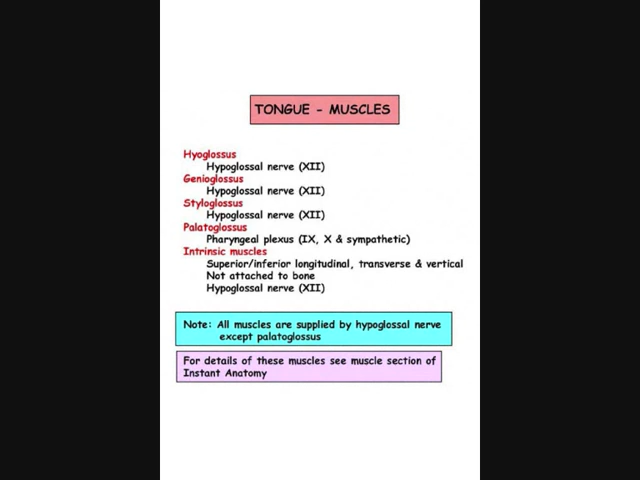 TONGUE - MUSCLES
Hyoglossus
Hypoglossal nerve (XII)
Genioglossus
Hypoglossal nerve (XII)
Styloglossus
Hypoglossal nerve (XII)
Palatoglossus
Pharyngeal plexus (IX, X & sympathetic)
Intrinsic muscles
Superior/inferior longitudinal, transverse & vertical
Not attached to bone
Hypoglossal nerve (XII)
Note: All muscles are supplied by hypoglossal nerve
except palatoglossus
For details of these muscles see muscle section of
Instant Anatomy